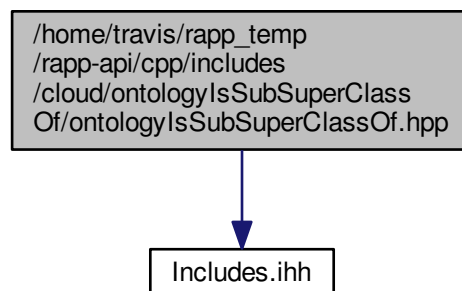 /home/travis/rapp_temp
/rapp-api/cpp/includes
/cloud/ontologyIsSubSuperClass
Of/ontologyIsSubSuperClassOf.hpp
Includes.ihh